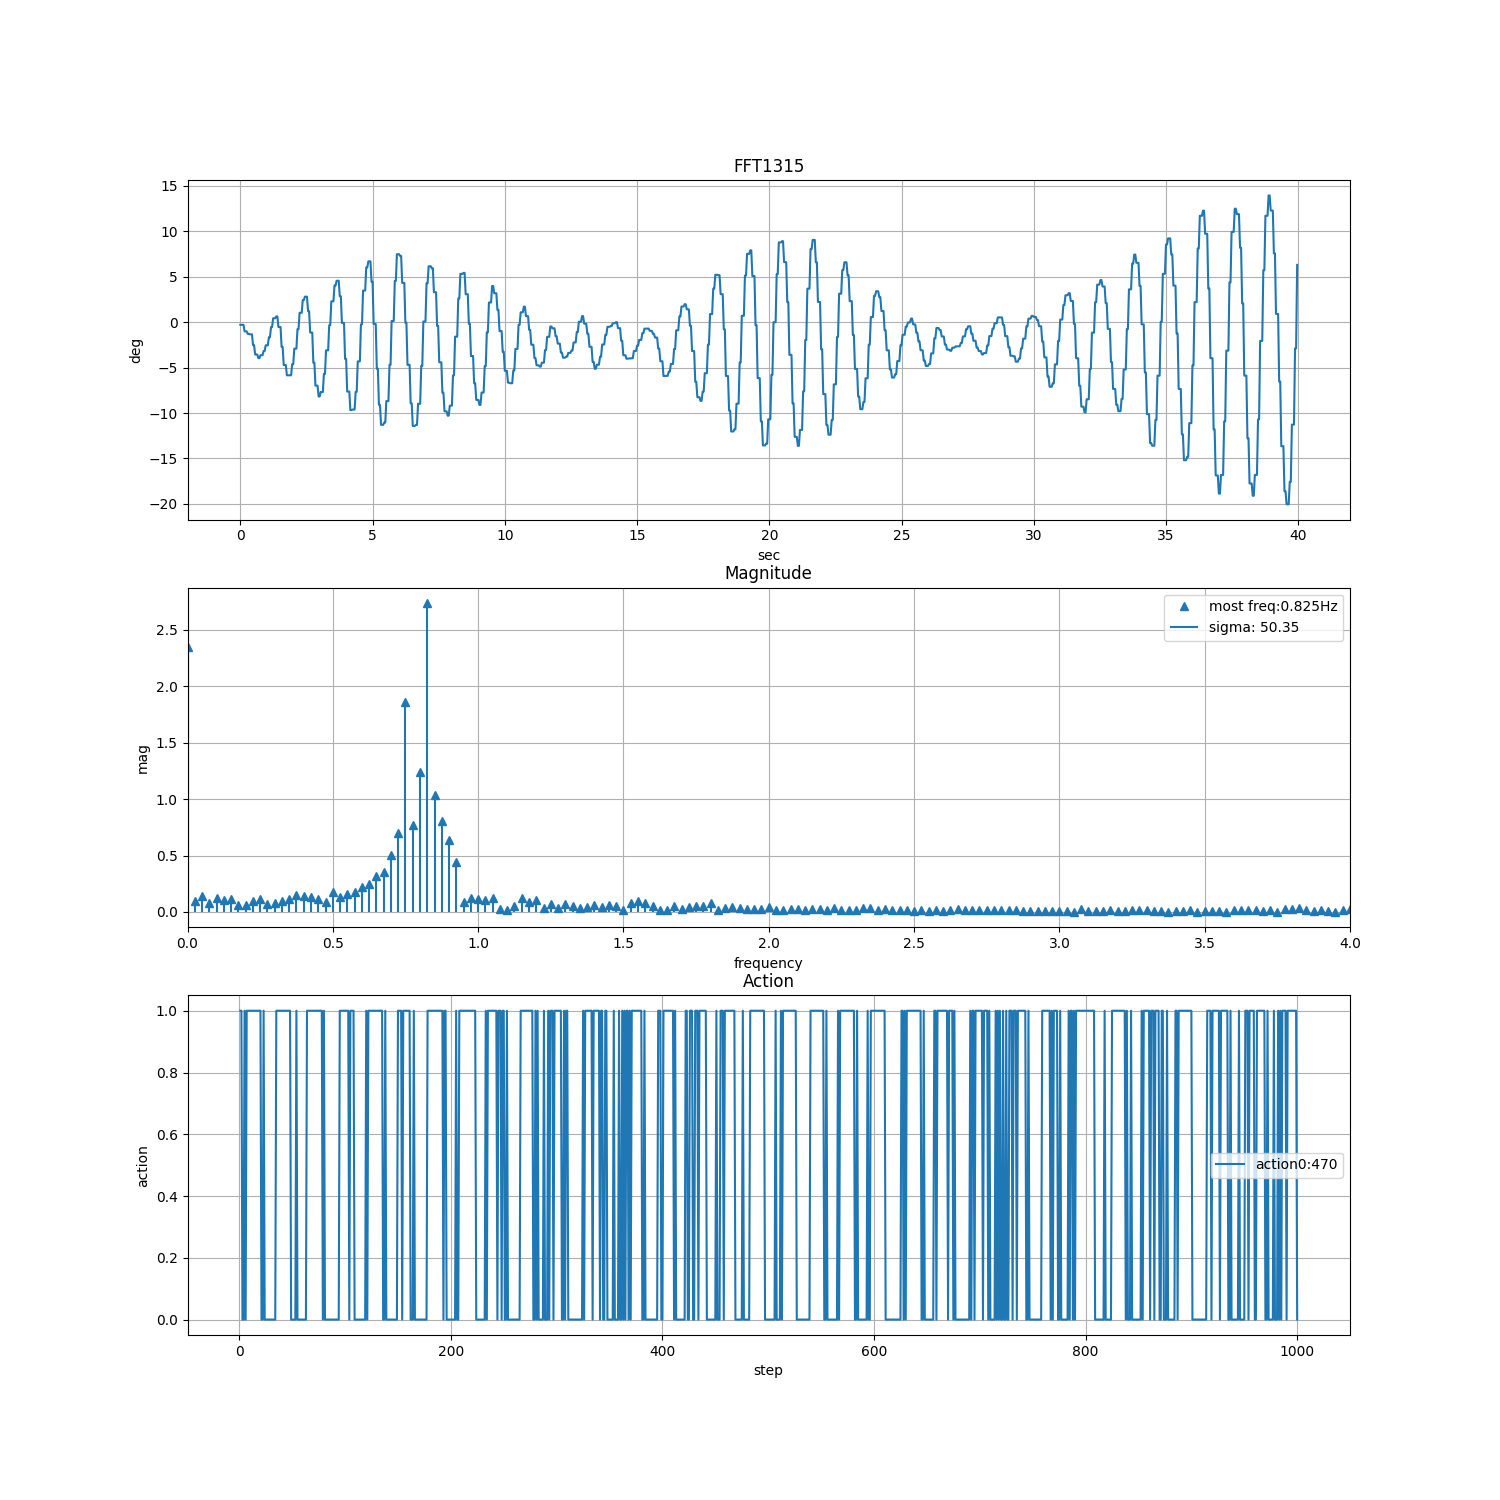 FFT1315
15
10
5
0
−5
−10
−15
−20
deg
0 5 10 15 20 25 30 35 40
sec
Magnitude
most freq:0.825Hz
sigma: 50.35
2.5
2.0
1.5
1.0
0.5
0.0
mag
0.0 0.5 1.0 1.5 2.0 2.5 3.0 3.5 4.0
frequency
Action
1.0
0.8
0.6
0.4
0.2
0.0
action
action0:470
0 200 400 600 800 1000
step